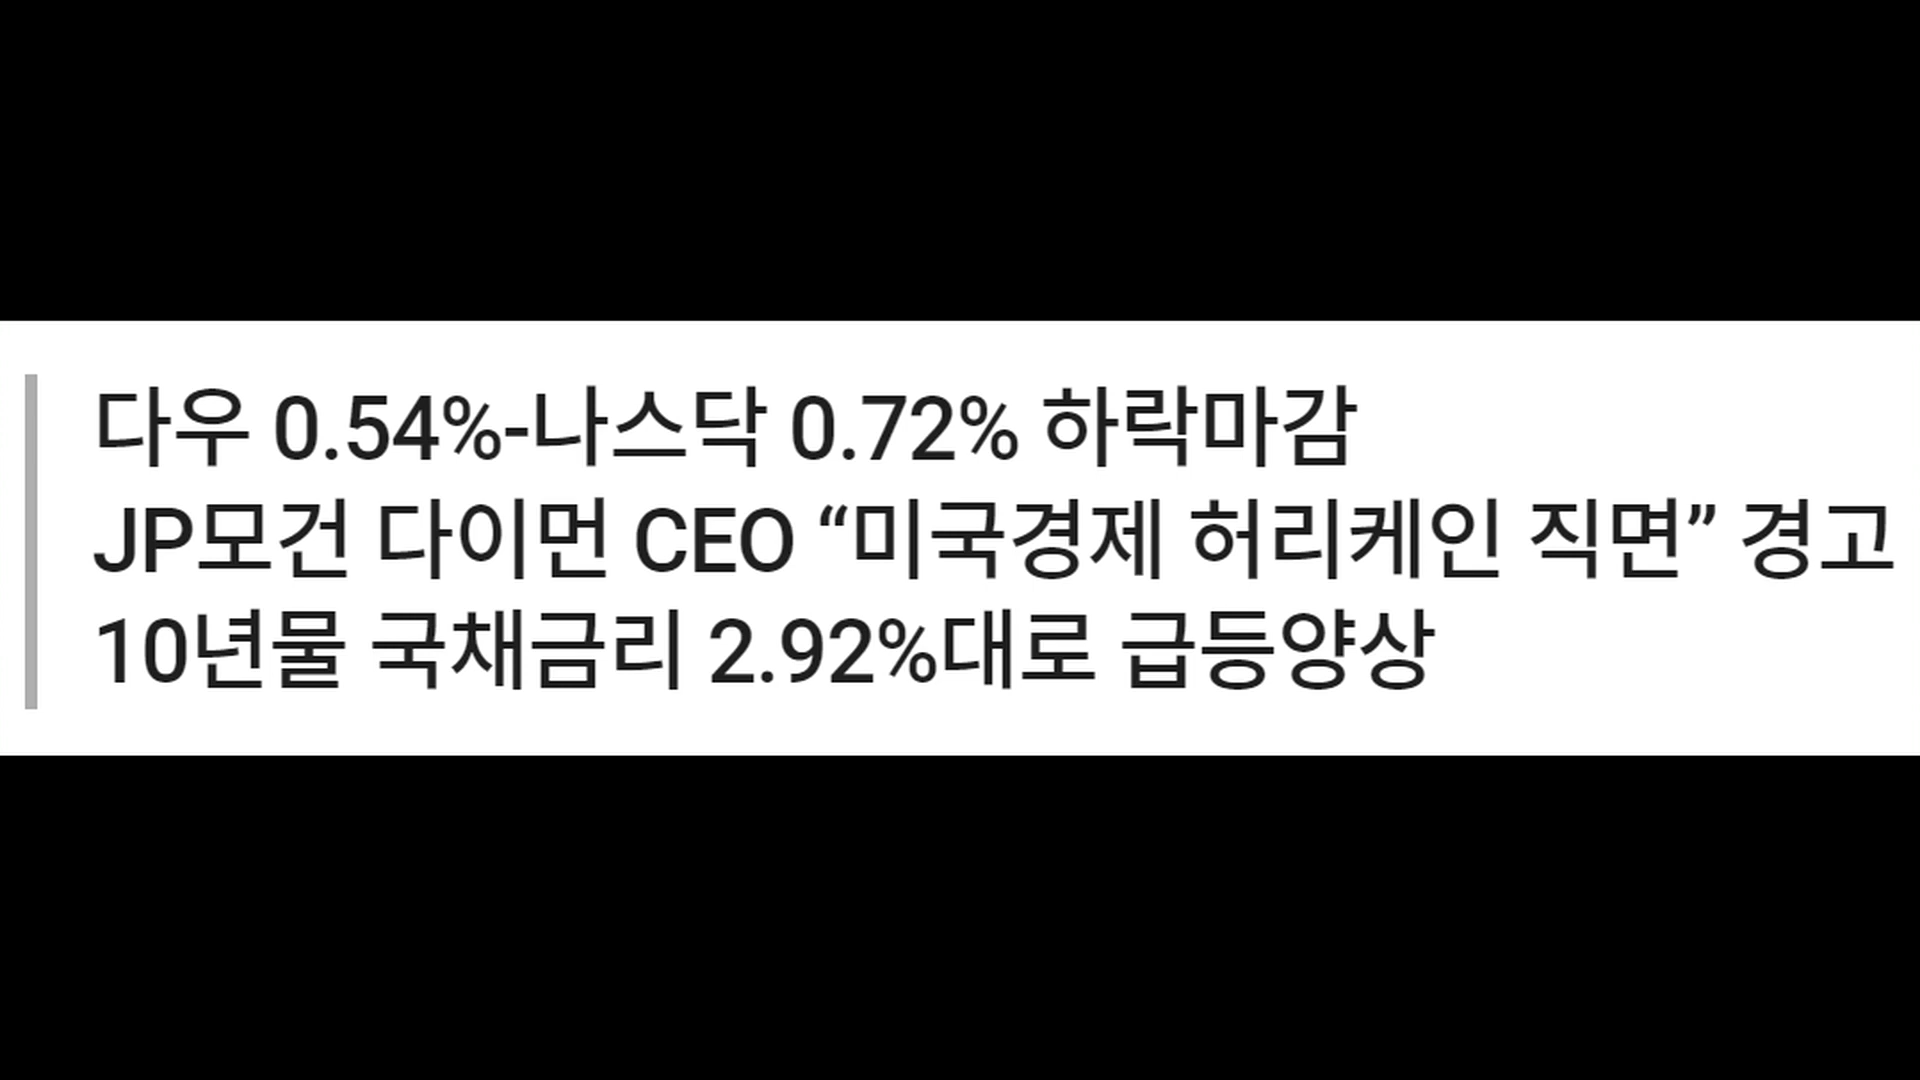 다우 0.54%-나스닥 0.72% 하락마감
JP모건 다이먼 CEO “미국경제 허리케인 직면” 경고
10년물 국채금리 2.92%대로 급등양상